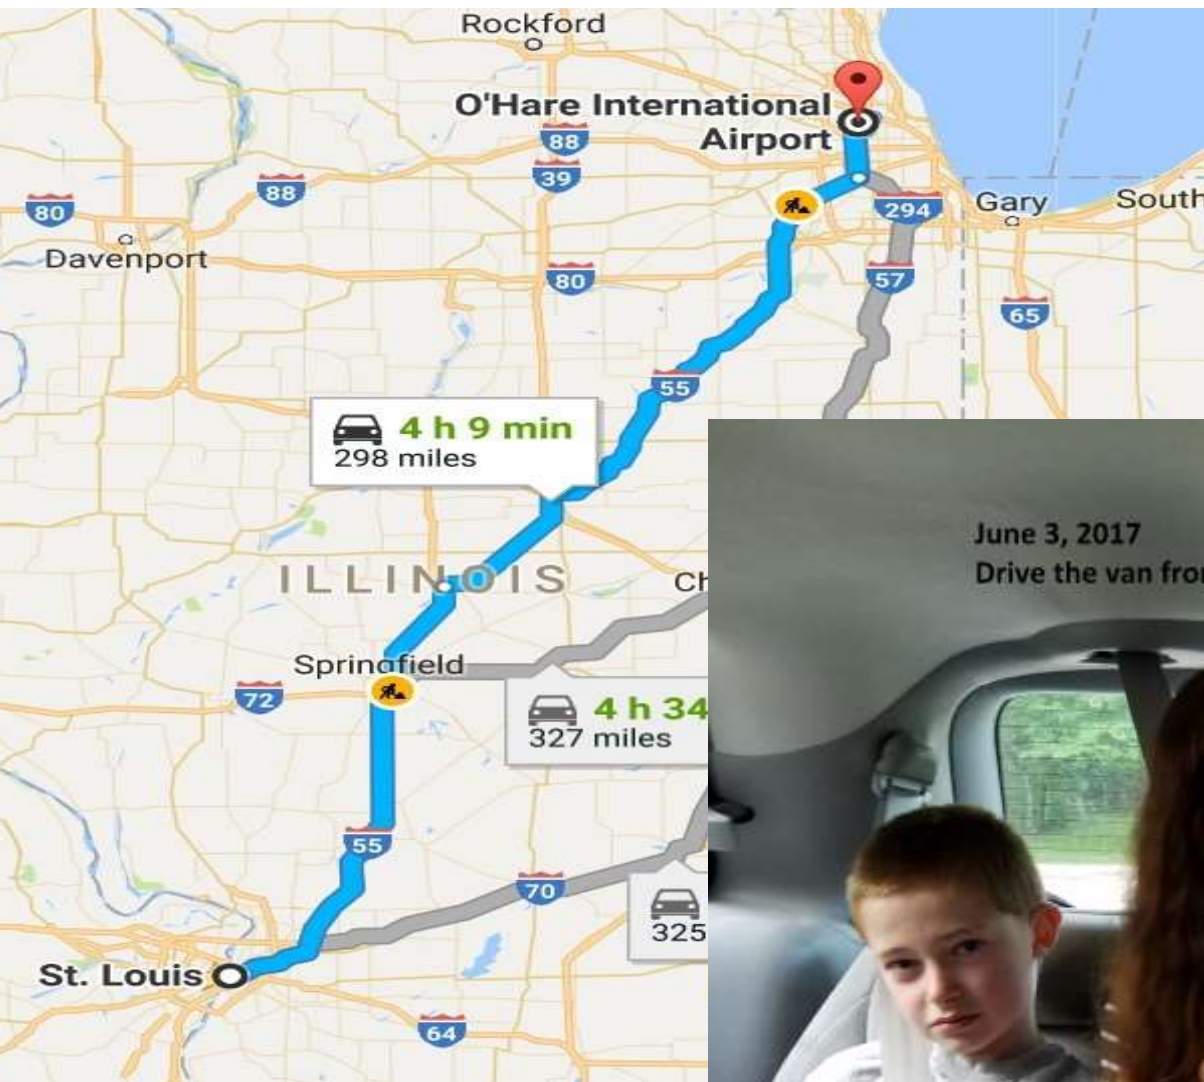 Rockford
O'Hare International
Airport
88
39
88
80
Davenport
80
294
Gary
South
57
65
55
4 h 9 min
298 miles
June 3, 2017
Drive the van
ILLINOIS
Springfield
72
4 h 34
327 miles
55
70
325
St. Louis
64